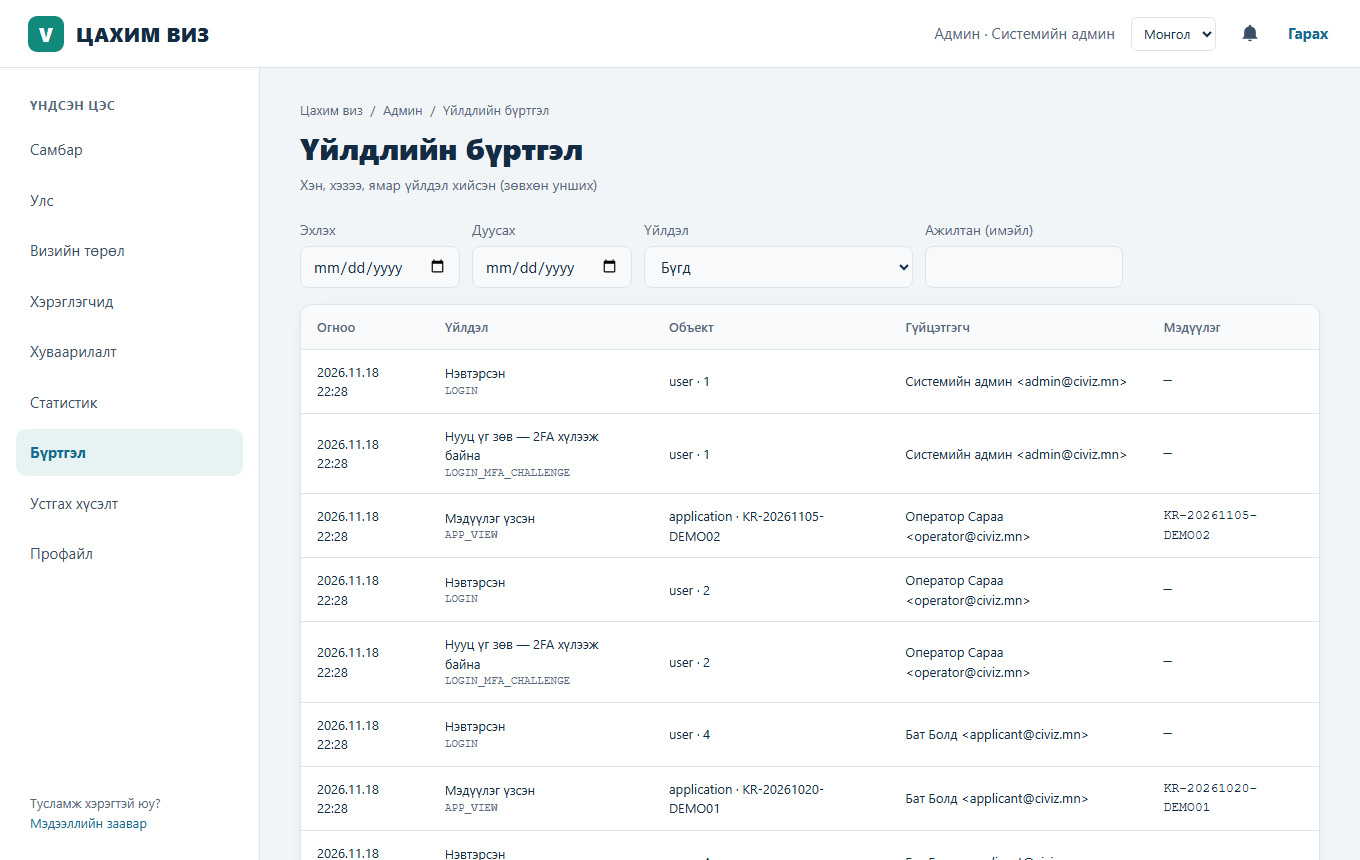 V ЦАХИМ ВИЗ
Админ · Системийн админ
Монгол
Гарах
ҮНДСЭН ЦЭС
Самбар
Улс
Визийн төрөл
Хэрэглэгчид
Хуваарилалт
Статистик
Бүртгэл
Устгах хүсэлт
Профайл
Тусламж хэрэгтэй юу?
Мэдээллийн заавар
Цахим виз / Админ / Үйлдлийн бүртгэл
Үйлдлийн бүртгэл
Хэн, хэзээ, ямар үйлдэл хийсэн (зөвхөн унших)
Эхлэх Дуусах Үйлдэл Ажилтан (имэйл)
mm/dd/yyyy mm/dd/yyyy Бүгд
Огноо Үйлдэл Объект Гүйцэтгэгч Мэдүүлэг
2026.11.18
22:28
Нэвтэрсэн
LOGIN
user · 1
Системийн админ <admin@civiz.mn>
—
2026.11.18
22:28
Нууц үг зөв — 2FA хүлээж
байна
LOGIN_MFA_CHALLENGE
user · 1
Системийн админ <admin@civiz.mn>
—
2026.11.18
22:28
Мэдүүлэг үзсэн
APP_VIEW
application · KR-20261105-
DEMO02
Оператор Сараа
<operator@civiz.mn>
KR-20261105-
DEMO02
2026.11.18
22:28
Нэвтэрсэн
LOGIN
user · 2
Оператор Сараа
<operator@civiz.mn>
—
2026.11.18
22:28
Нууц үг зөв — 2FA хүлээж
байна
LOGIN_MFA_CHALLENGE
user · 2
Оператор Сараа
<operator@civiz.mn>
—
2026.11.18
22:28
Нэвтэрсэн
LOGIN
user · 4
Бат Болд <applicant@civiz.mn>
—
2026.11.18
22:28
Мэдүүлэг үзсэн
APP_VIEW
application · KR-20261020-
DEMO01
Бат Болд <applicant@civiz.mn>
KR-20261020-
DEMO01
2026.11.18
Нэвтэрсэн